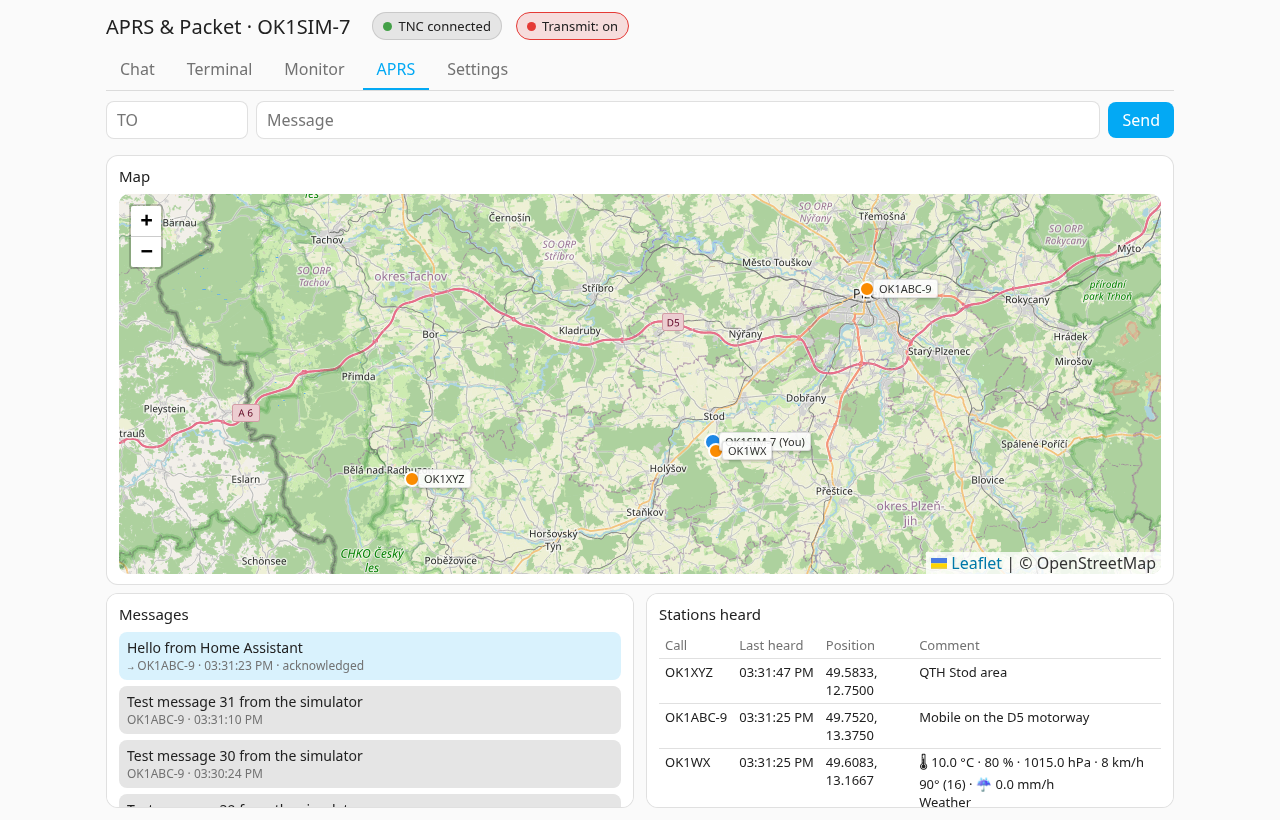 APRS & Packet · OK1SIM-7
TNC connected
Transmit: on
Chat
Terminal
Monitor
APRS
Settings
TO
Message
Send
Map
+
−
les
Bärnau
Tachov
SO ORP
Tachov
okres Tachov
Černošín
SO ORP
Stříbro
Stříbro
SO ORP
Nýřany
Třemošná
Město Touškov
OK1ABC-9
SO ORP
Rokycany
Mýto
přírodní
park Trhoň
Rokycany
Hrádek
Mirošov
Bor
Kladruby
D5
Nýřany
Starý Plzenec
Přimda
Pleystein
A 6
Dobřany
Stod
OK1SIM-7 (You)
OK1WX
Spálené Poříčí
Bělá nad Radbuzou
OK1XYZ
Eslarn
Holýšov
Přeštice
Blovice
Staňkov
okres Plzeň-
jih
Horšovský
Týn
CHKO Český
les
Schönsee
Poběžovice
Leaflet | © OpenStreetMap
Messages
Hello from Home Assistant
→ OK1ABC-9 · 03:31:23 PM · acknowledged
Test message 31 from the simulator
OK1ABC-9 · 03:31:10 PM
Test message 30 from the simulator
OK1ABC-9 · 03:30:24 PM
Stations heard
Call Last heard Position Comment
OK1XYZ 03:31:47 PM 49.5833, QTH Stod area
12.7500
OK1ABC-9 03:31:25 PM 49.7520, Mobile on the D5 motorway
13.3750
OK1WX 03:31:25 PM 49.6083, 🌡 10.0 °C · 80 % · 1015.0 hPa · 8 km/h
13.1667 90° (16) · ☔ 0.0 mm/h
Weather